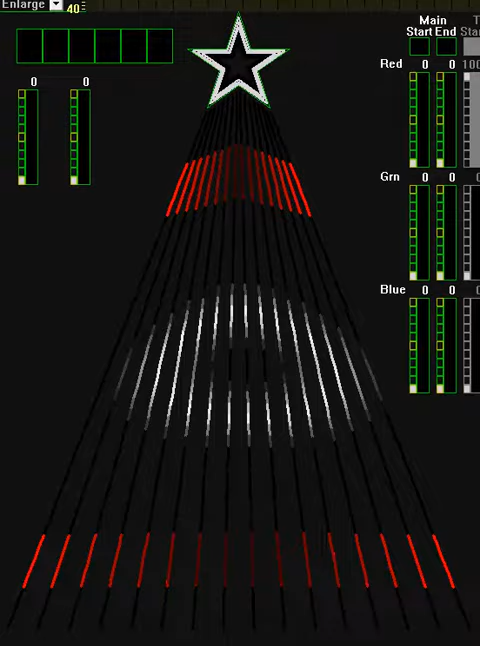 Enlarge 40
Main
Start End
Red 0 0 100
0 0
Grn 0 0
Blue 0 0